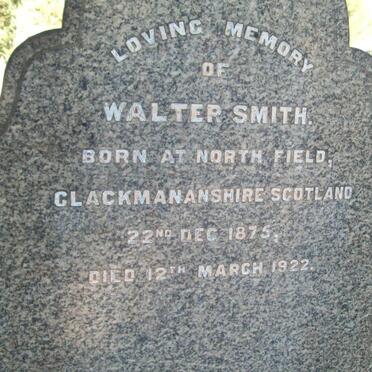 LOVING MEMORY
OF
WALTER SMITH.
BORN AT NORTH FIELD,
CLACKMANANSHIRE SCOTLAND
22ND DEC 1875,
DIED 12TH MARCH 1922.